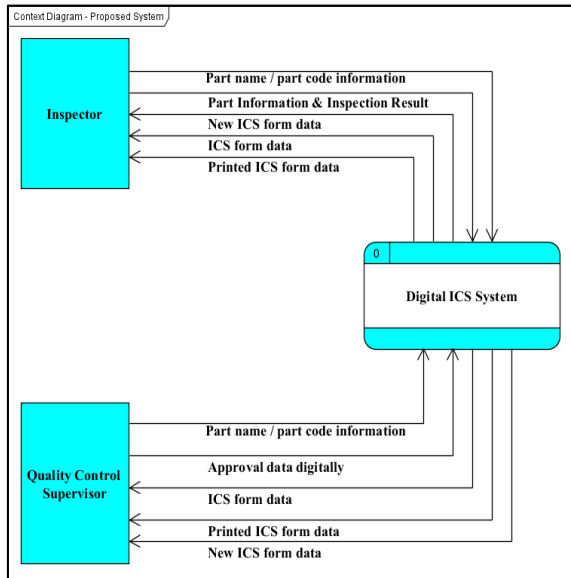 Context Diagram - Proposed System
Inspector
Part name / part code information
Part Information & Inspection Result
New ICS form data
ICS form data
Printed ICS form data
0
Digital ICS System
Quality Control
Supervisor
Part name / part code information
Approval data digitally
ICS form data
Printed ICS form data
New ICS form data